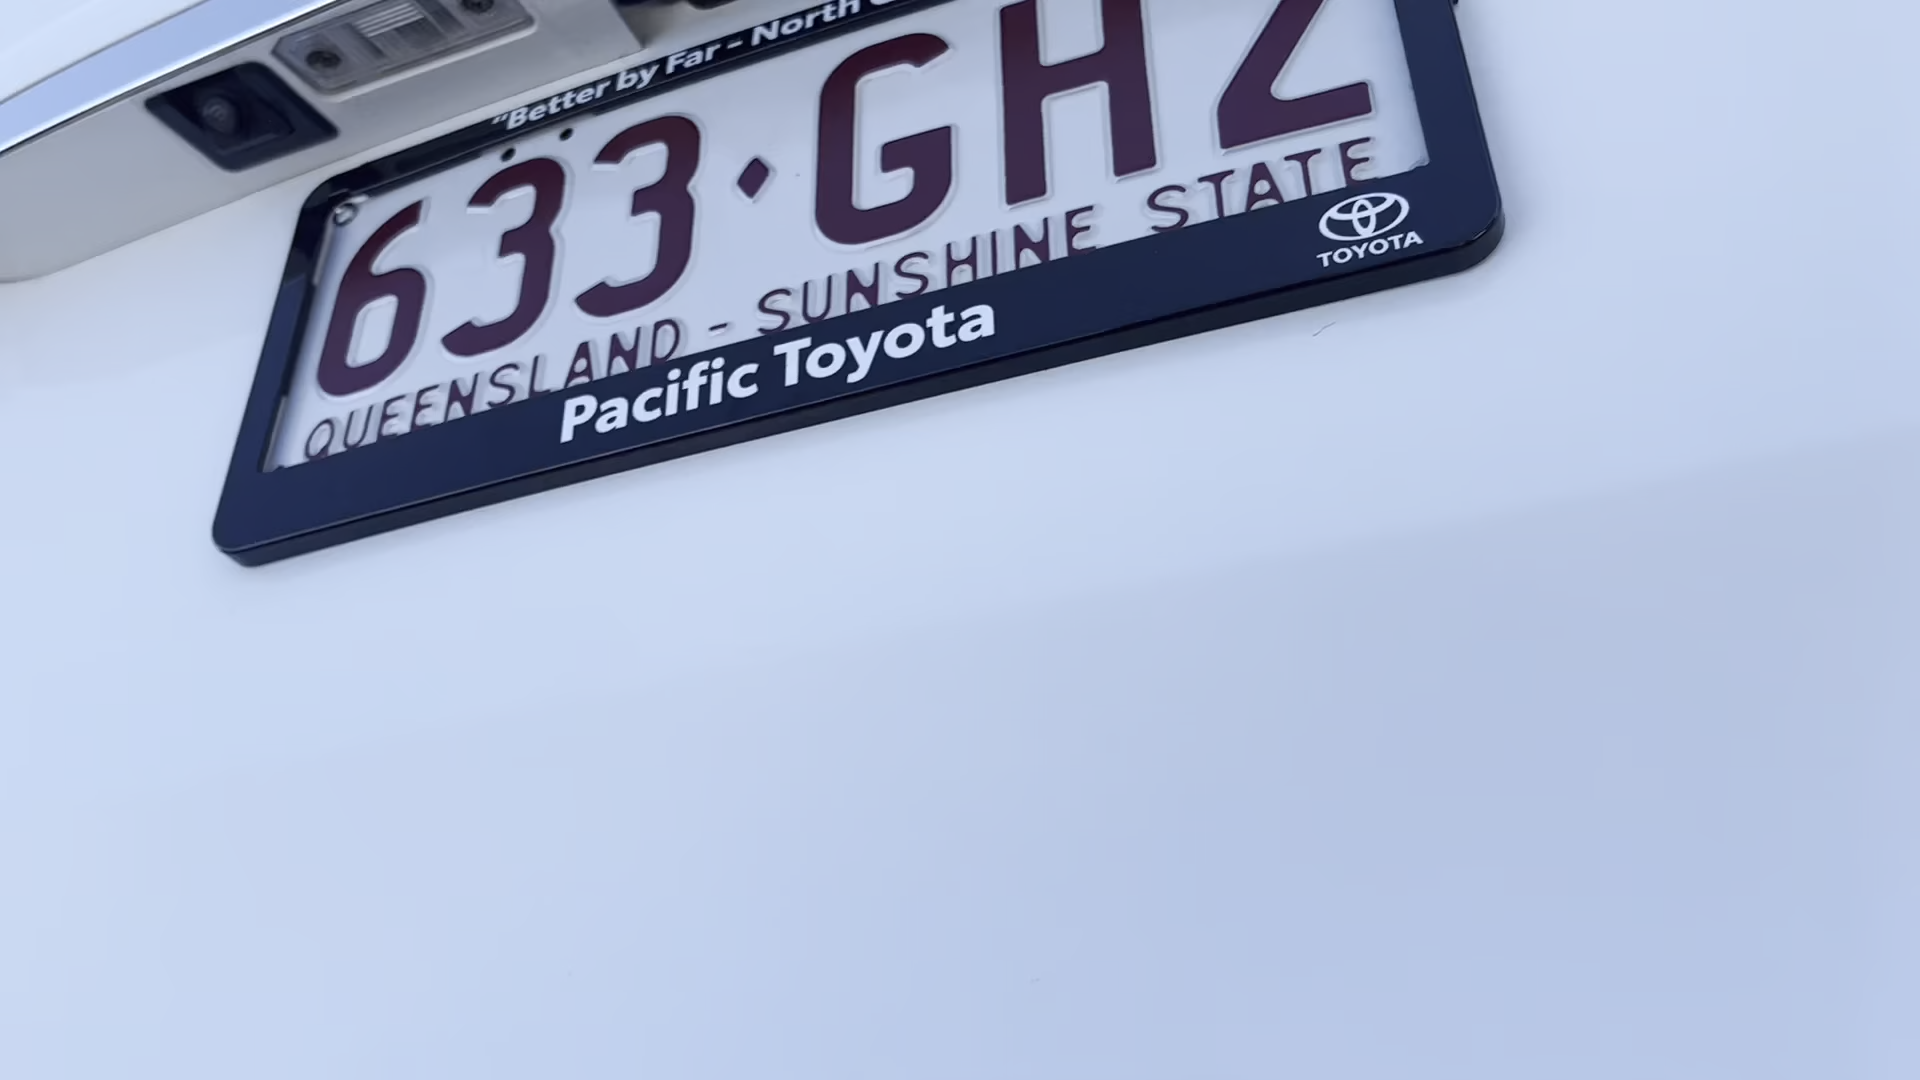 "Better by Far - North
633·GHZ
QUEENSLAND - SUNSHINE STATE
TOYOTA
Pacific Toyota